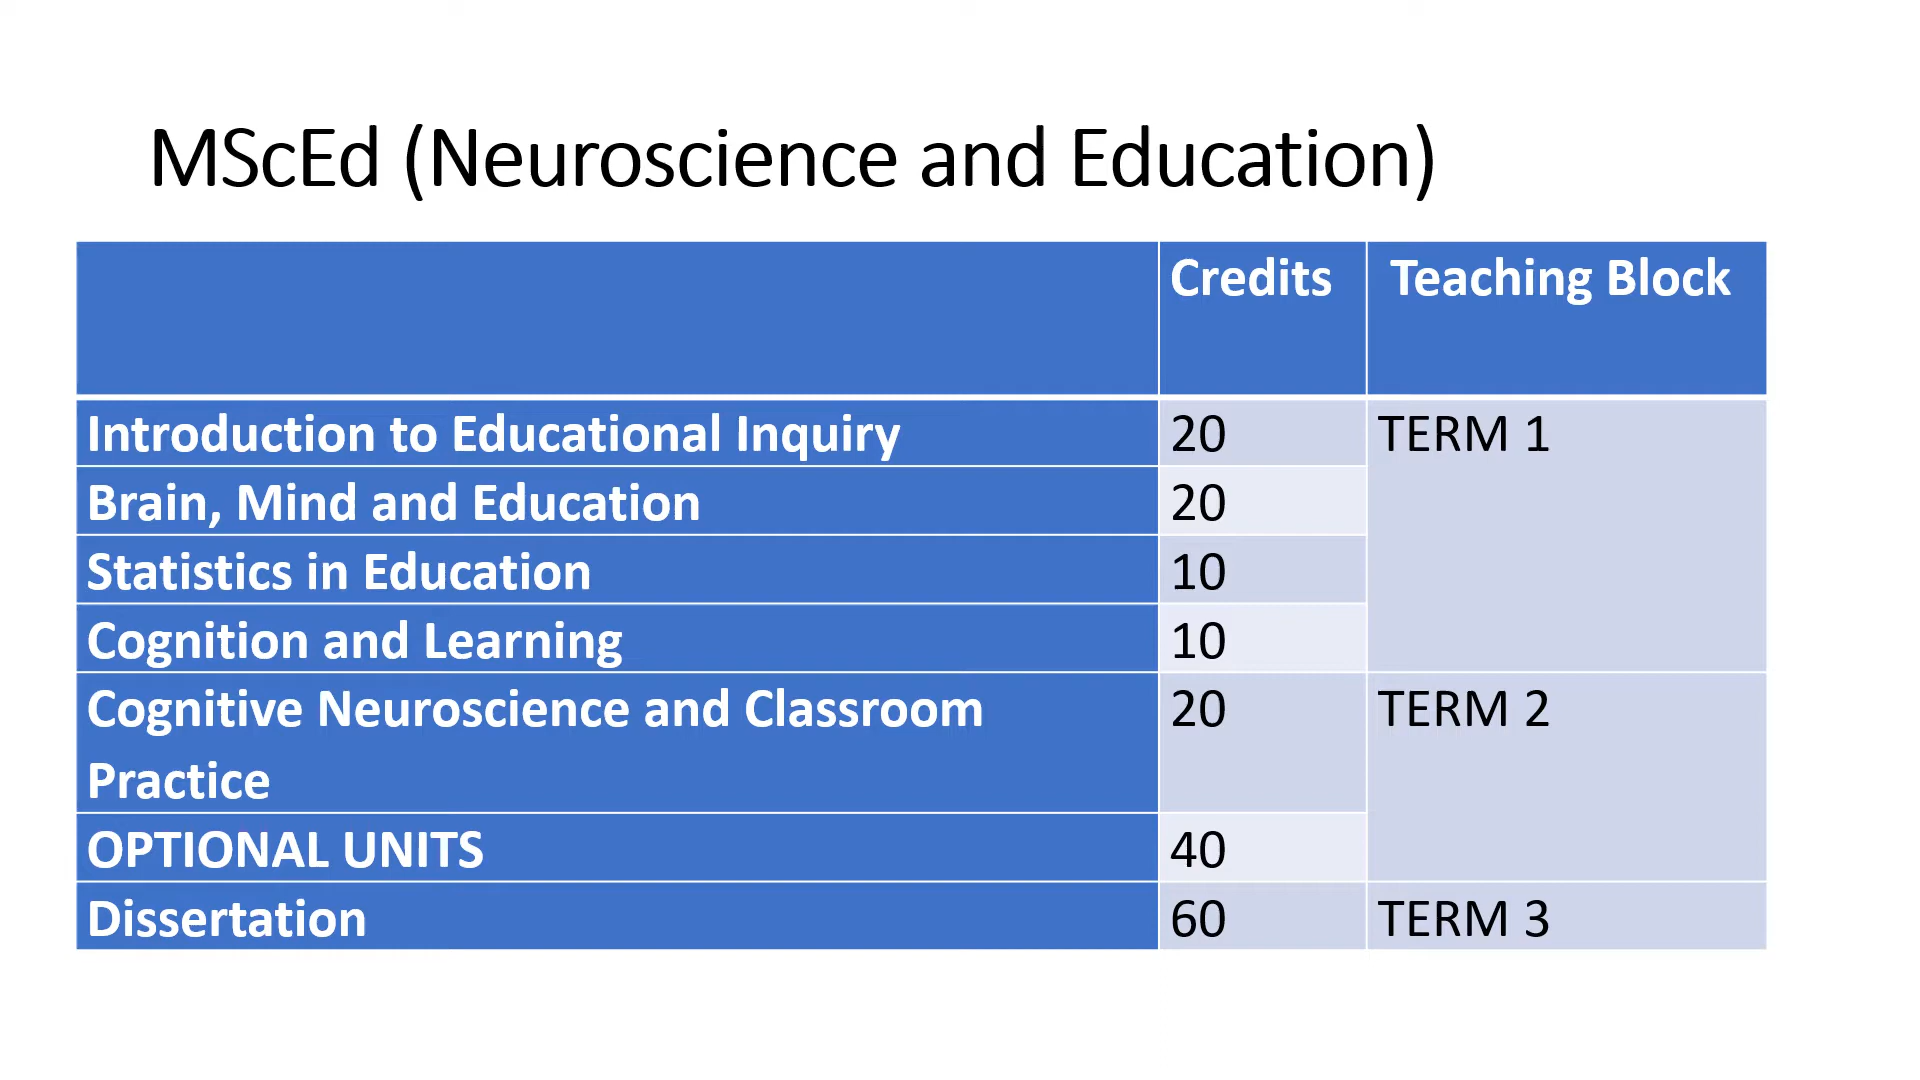 MScEd (Neuroscience and Education)
Credits Teaching Block
Introduction to Educational Inquiry 20 TERM 1
Brain, Mind and Education 20
Statistics in Education 10
Cognition and Learning 10
Cognitive Neuroscience and Classroom 20 TERM 2
Practice
OPTIONAL UNITS 40
Dissertation 60 TERM 3